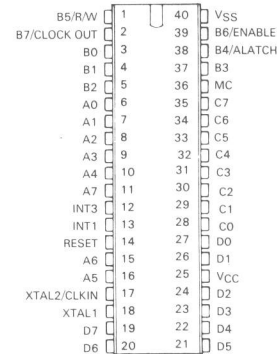 B5/R/W 1 40 VSS
B7/CLOCK OUT 2 39 B6/ENABLE
B0 3 38 B4/ALATCH
B1 4 37 B3
B2 5 36 MC
A0 6 35 C7
A1 7 34 C6
A2 8 33 C5
A3 9 32 C4
A4 10 31 C3
A7 11 30 C2
INT3 12 29 C1
INT1 13 28 C0
RESET 14 27 D0
A6 15 26 D1
A5 16 25 VCC
XTAL2/CLKIN 17 24 D2
XTAL1 18 23 D3
D7 19 22 D4
D6 20 21 D5